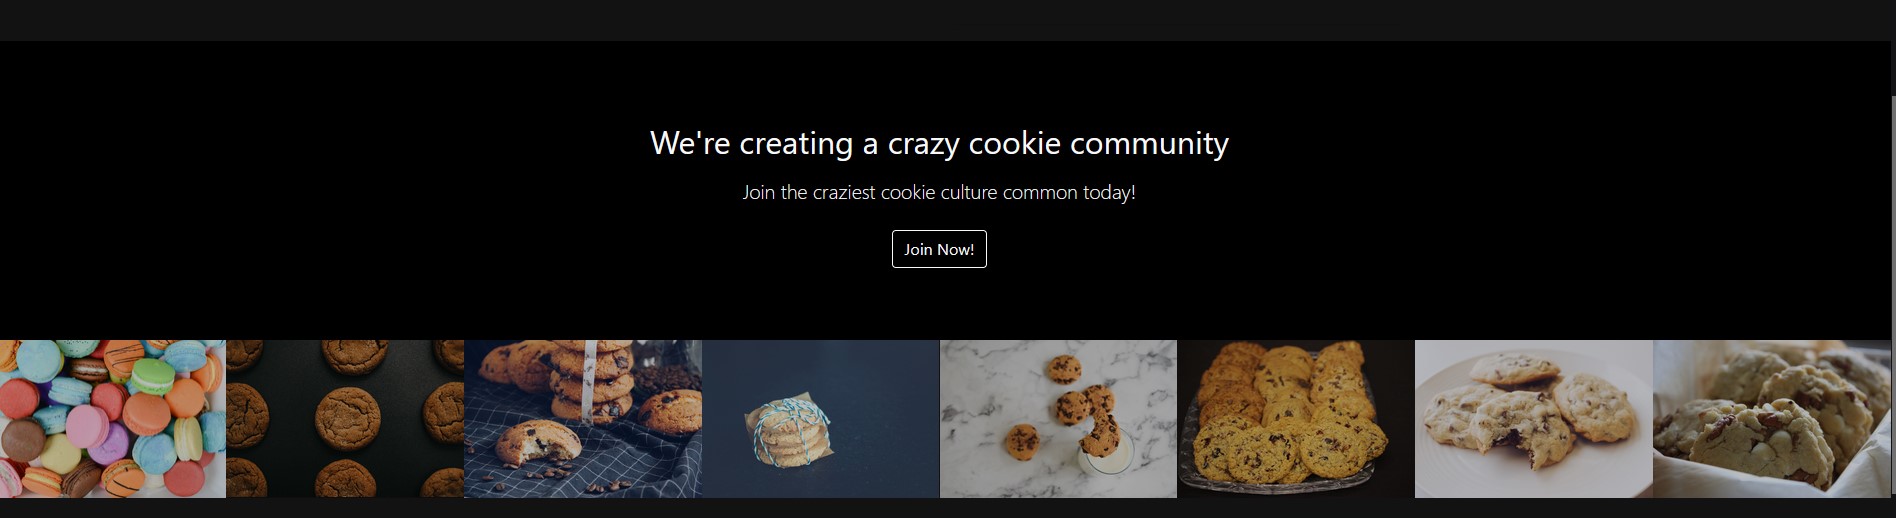 We're creating a crazy cookie community
Join the craziest cookie culture common today!
Join Now!